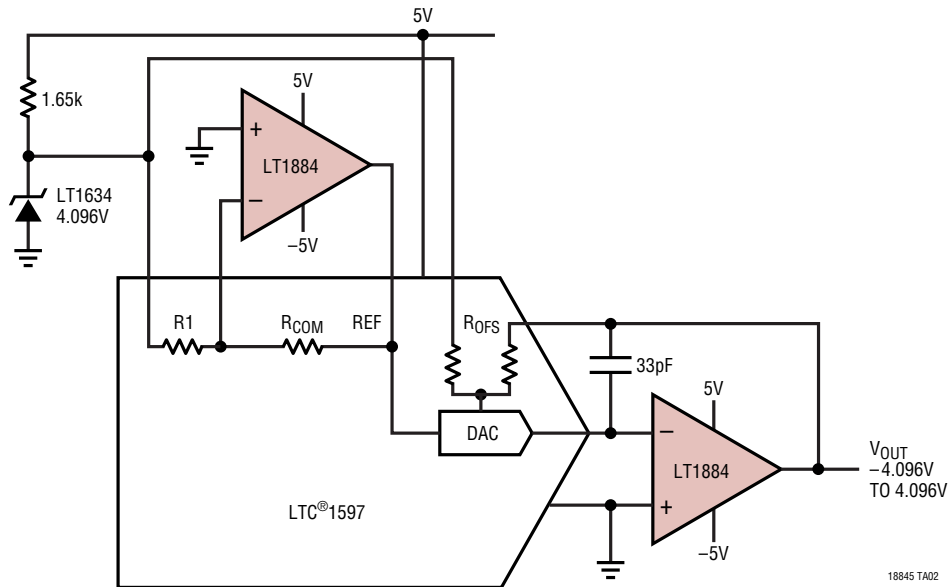 5V
1.65k
5V
+
LT1884
−
LT1634
4.096V
–5V
R1
RCOM
REF
ROFS
33pF
5V
DAC
−
LT1884
+
VOUT
–4.096V
TO 4.096V
LTC®1597
–5V
18845 TA02